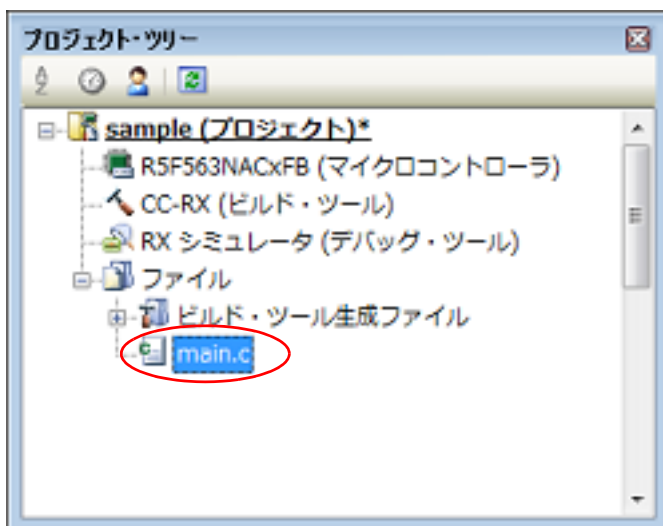 プロジェクト・ツリー
sample (プロジェクト)*
R5F563NACxFB (マイクロコントローラ)
CC-RX (ビルド・ツール)
RX シミュレータ (デバッグ・ツール)
ファイル
ビルド・ツール生成ファイル
main.c